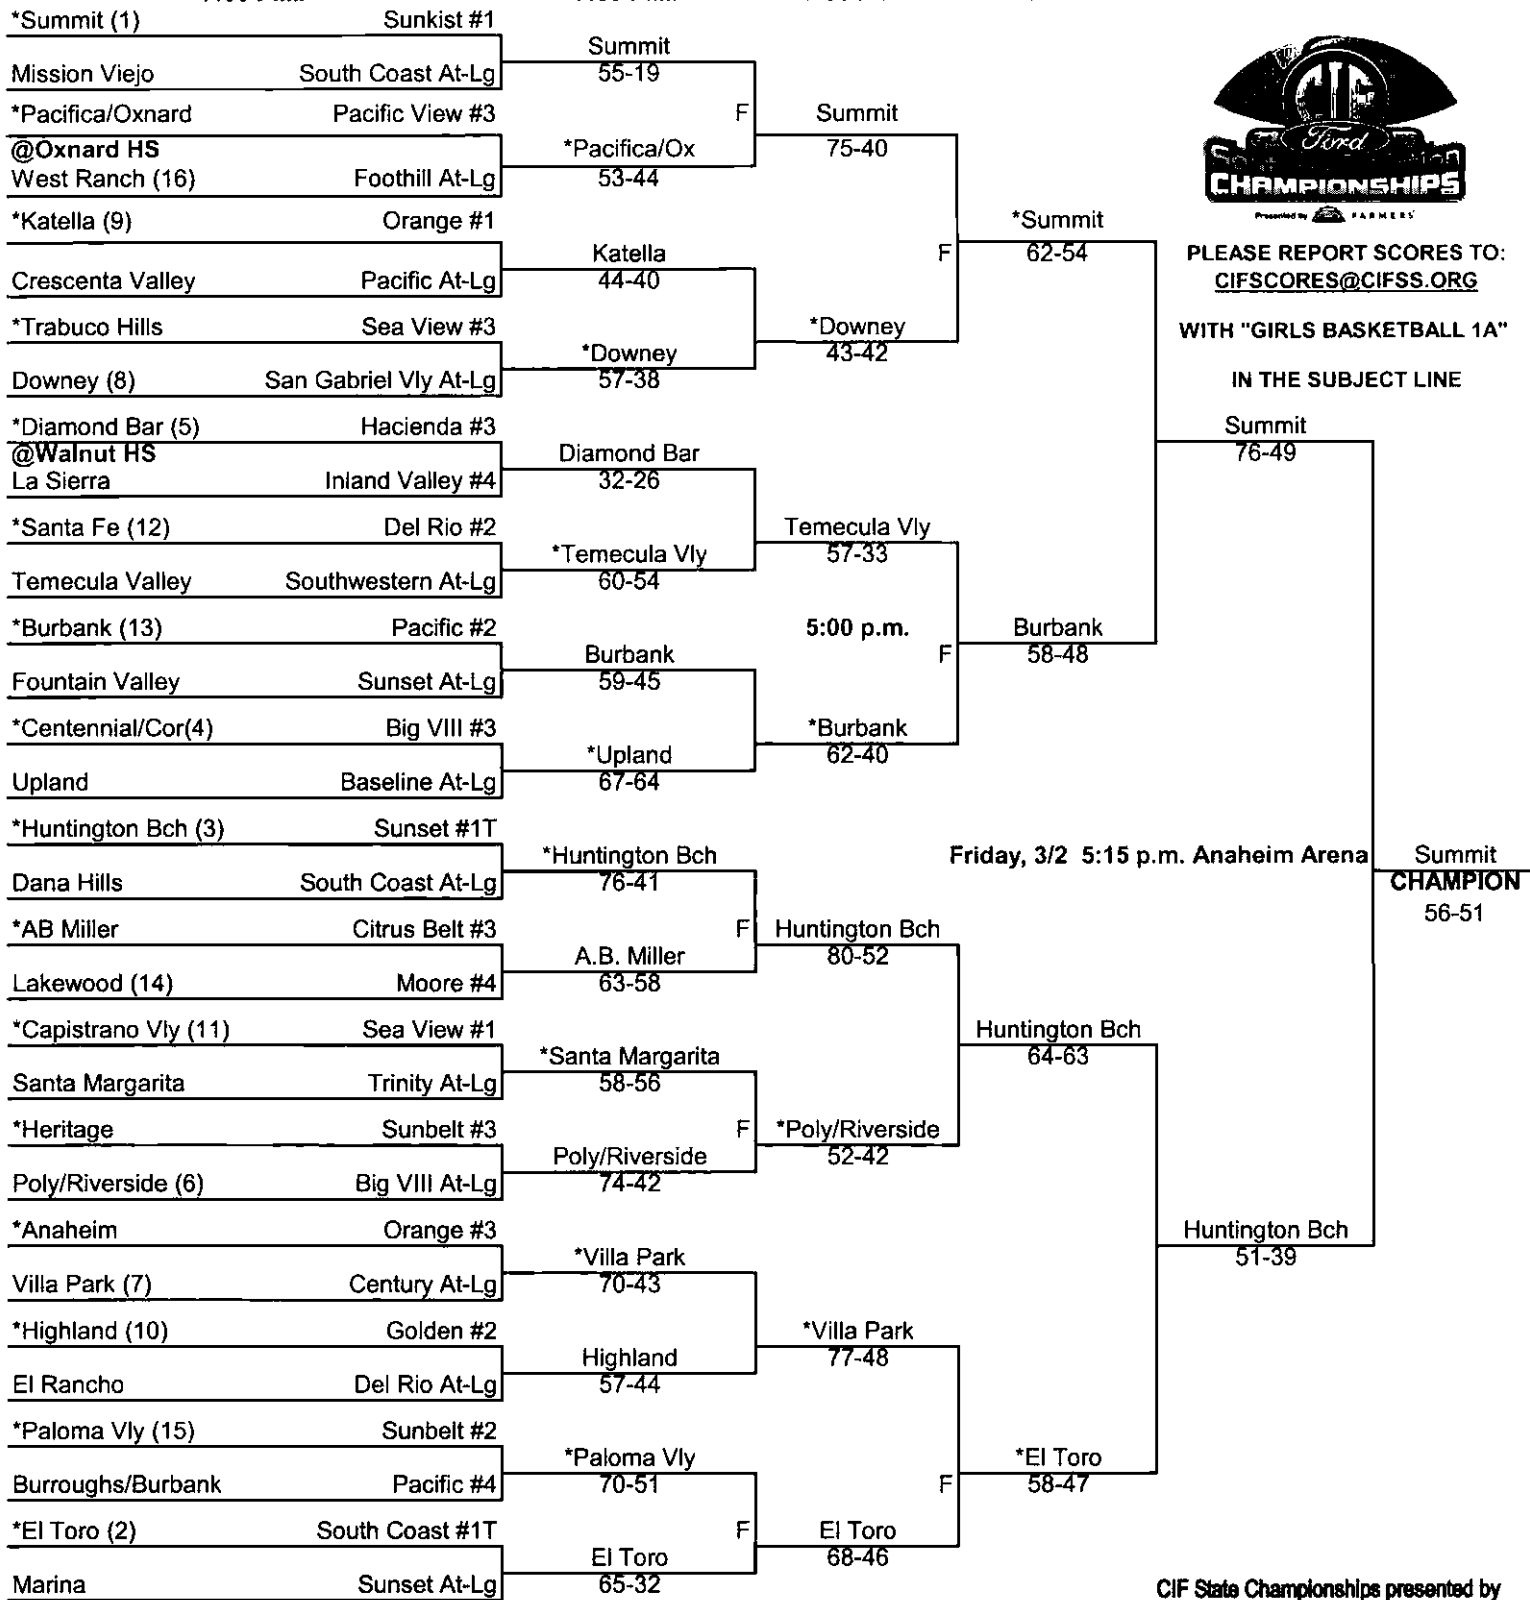 *Summit (1) Sunkist #1
Mission Viejo South Coast At-Lg
*Pacifica/Oxnard Pacific View #3
@Oxnard HS
West Ranch (16) Foothill At-Lg
*Katella (9) Orange #1
Crescenta Valley Pacific At-Lg
*Trabuco Hills Sea View #3
Downey (8) San Gabriel Vly At-Lg
*Diamond Bar (5) Hacienda #3
@Walnut HS
La Sierra Inland Valley #4
*Santa Fe (12) Del Rio #2
Temecula Valley Southwestern At-Lg
*Burbank (13) Pacific #2
Fountain Valley Sunset At-Lg
*Centennial/Cor(4) Big VIII #3
Upland Baseline At-Lg
*Huntington Bch (3) Sunset #1T
Dana Hills South Coast At-Lg
*AB Miller Citrus Belt #3
Lakewood (14) Moore #4
*Capistrano Vly (11) Sea View #1
Santa Margarita Trinity At-Lg
*Heritage Sunbelt #3
Poly/Riverside (6) Big VIII At-Lg
*Anaheim Orange #3
Villa Park (7) Century At-Lg
*Highland (10) Golden #2
El Rancho Del Rio At-Lg
*Paloma Vly (15) Sunbelt #2
Burroughs/Burbank Pacific #4
*El Toro (2) South Coast #1T
Marina Sunset At-Lg
Summit
55-19
F
*Pacifica/Ox
53-44
Katella
44-40
*Downey
57-38
Diamond Bar
32-26
*Temecula Vly
60-54
Burbank
59-45
*Upland
67-64
*Huntington Bch
76-41
F
A.B. Miller
63-58
*Santa Margarita
58-56
F
Poly/Riverside
74-42
*Villa Park
70-43
Highland
57-44
*Paloma Vly
70-51
F
El Toro
65-32
Summit
75-40
F
*Downey
43-42
Temecula Vly
57-33
5:00 p.m.
F
*Burbank
62-40
Huntington Bch
80-52
*Poly/Riverside
52-42
*Villa Park
77-48
F
El Toro
68-46
*Summit
62-54
Burbank
58-48
Huntington Bch
64-63
*El Toro
58-47
Summit
76-49
Huntington Bch
51-39
Friday, 3/2 5:15 p.m. Anaheim Arena
Summit
CHAMPION
56-51
Ford
CHAMPIONSHIPS
Presented by FARMERS
PLEASE REPORT SCORES TO:
CIFSCORES@CIFSS.ORG
WITH "GIRLS BASKETBALL 1A"
IN THE SUBJECT LINE
CIF State Championships presented by